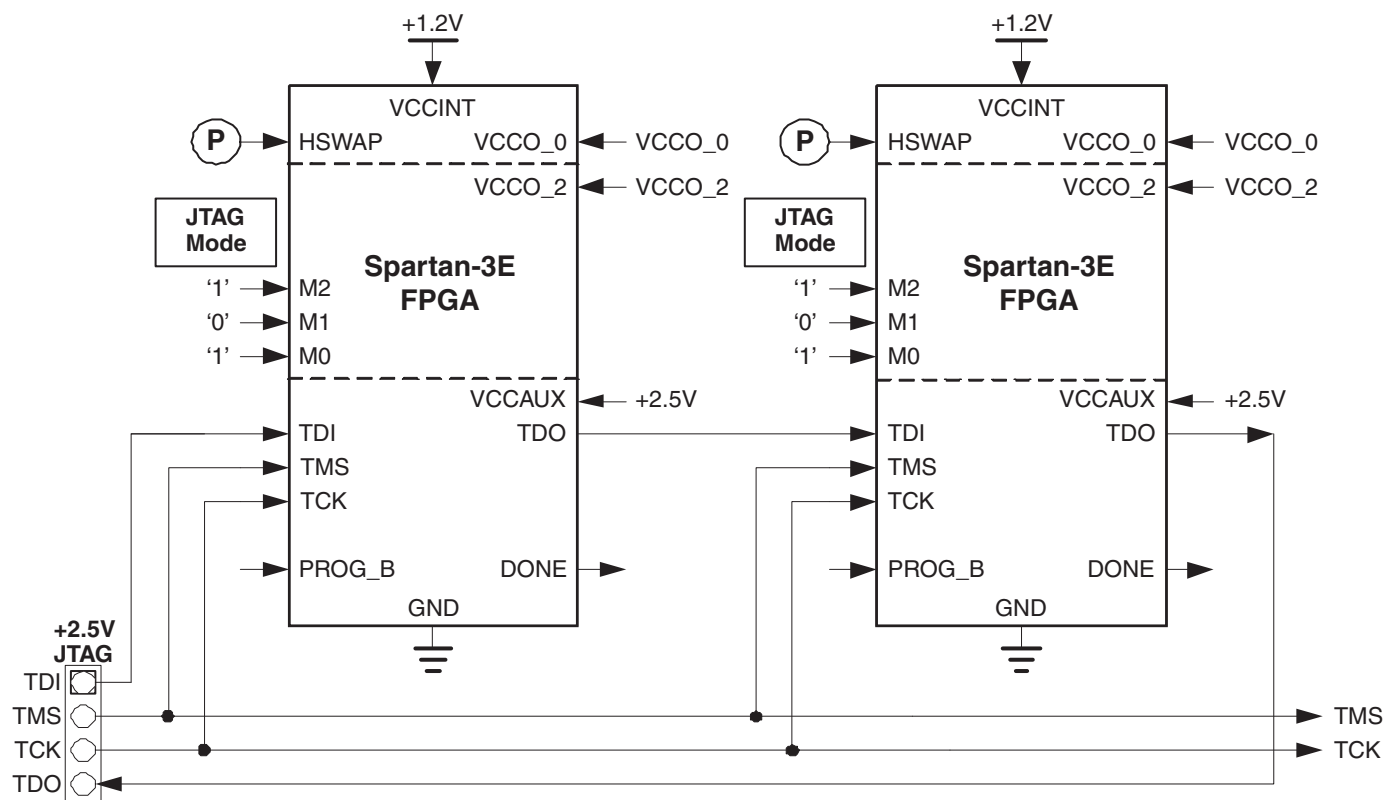 +1.2V
VCCINT
P
HSWAP
VCCO_0
VCCO_0
VCCO_2
VCCO_2
JTAG
Mode
Spartan-3E
FPGA
‘1’
M2
‘0’
M1
‘1’
M0
VCCAUX
+2.5V
TDI
TDO
TMS
TCK
PROG_B
DONE
GND
+1.2V
VCCINT
P
HSWAP
VCCO_0
VCCO_0
VCCO_2
VCCO_2
JTAG
Mode
Spartan-3E
FPGA
‘1’
M2
‘0’
M1
‘1’
M0
VCCAUX
+2.5V
TDI
TDO
TMS
TCK
PROG_B
DONE
GND
+2.5V
JTAG
TDI
TMS
TMS
TCK
TCK
TDO